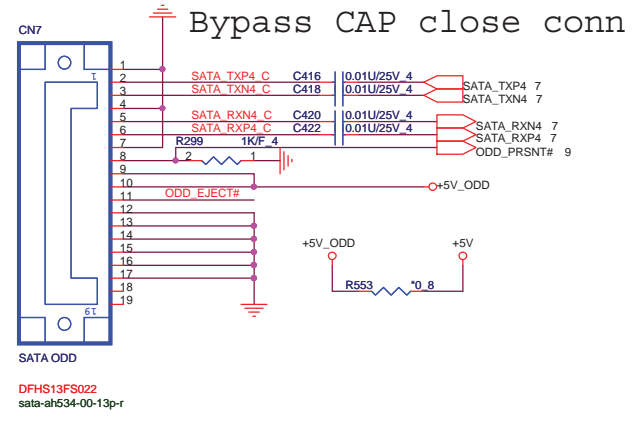 Bypass CAP close conn
CN7
1
1
2 SATA_TXP4_C C416 0.01U/25V_4 SATA_TXP4 7
3 SATA_TXN4_C C418 0.01U/25V_4 SATA_TXN4 7
4
5 SATA_RXN4_C C420 0.01U/25V_4 SATA_RXN4 7
6 SATA_RXP4_C C422 0.01U/25V_4 SATA_RXP4 7
7 R299 1K/F_4 ODD_PRSNT# 9
8 2 1
9
10 +5V_ODD
11 ODD_EJECT#
12
13
14
15
16
17
18
19
19
+5V_ODD +5V
R553 *0_8
SATA ODD
DFHS13FS022
sata-ah534-00-13p-r